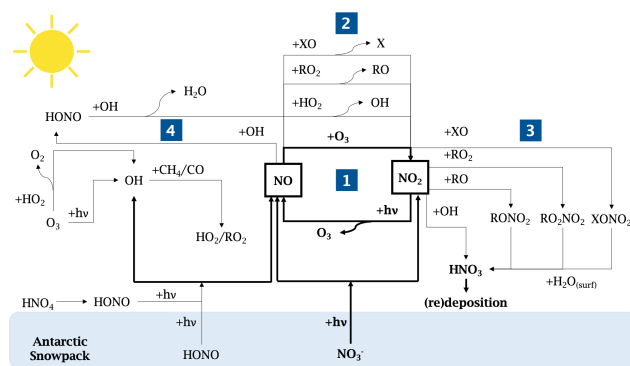 2
+XO
X
+RO₂
RO
H₂O
+OH
+HO₂
OH
HONO
4
+OH
+O₃
+XO
3
O₂
+CH₄/CO
+RO₂
OH
NO
1
NO₂
+RO
+HO₂
+hν
+hν
+OH
RONO₂
RO₂NO₂
XONO₂
O₃
O₃
HO₂/RO₂
HNO₃
+H₂O(surf)
HNO₄
HONO
+hν
(re)deposition
+hν
+hν
Antarctic
Snowpack
HONO
NO₃⁻